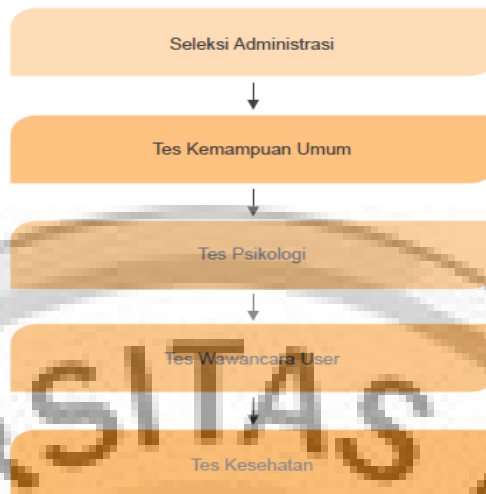 Seleksi Administrasi
Tes Kemampuan Umum
Tes Psikologi
Tes Wawancara User
Tes Kesehatan
SITAS